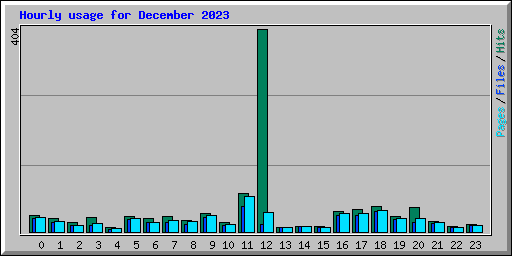 Hourly usage for December 2023
404
Pages/Files/Hits
0 1 2 3 4 5 6 7 8 9 10 11 12 13 14 15 16 17 18 19 20 21 22 23